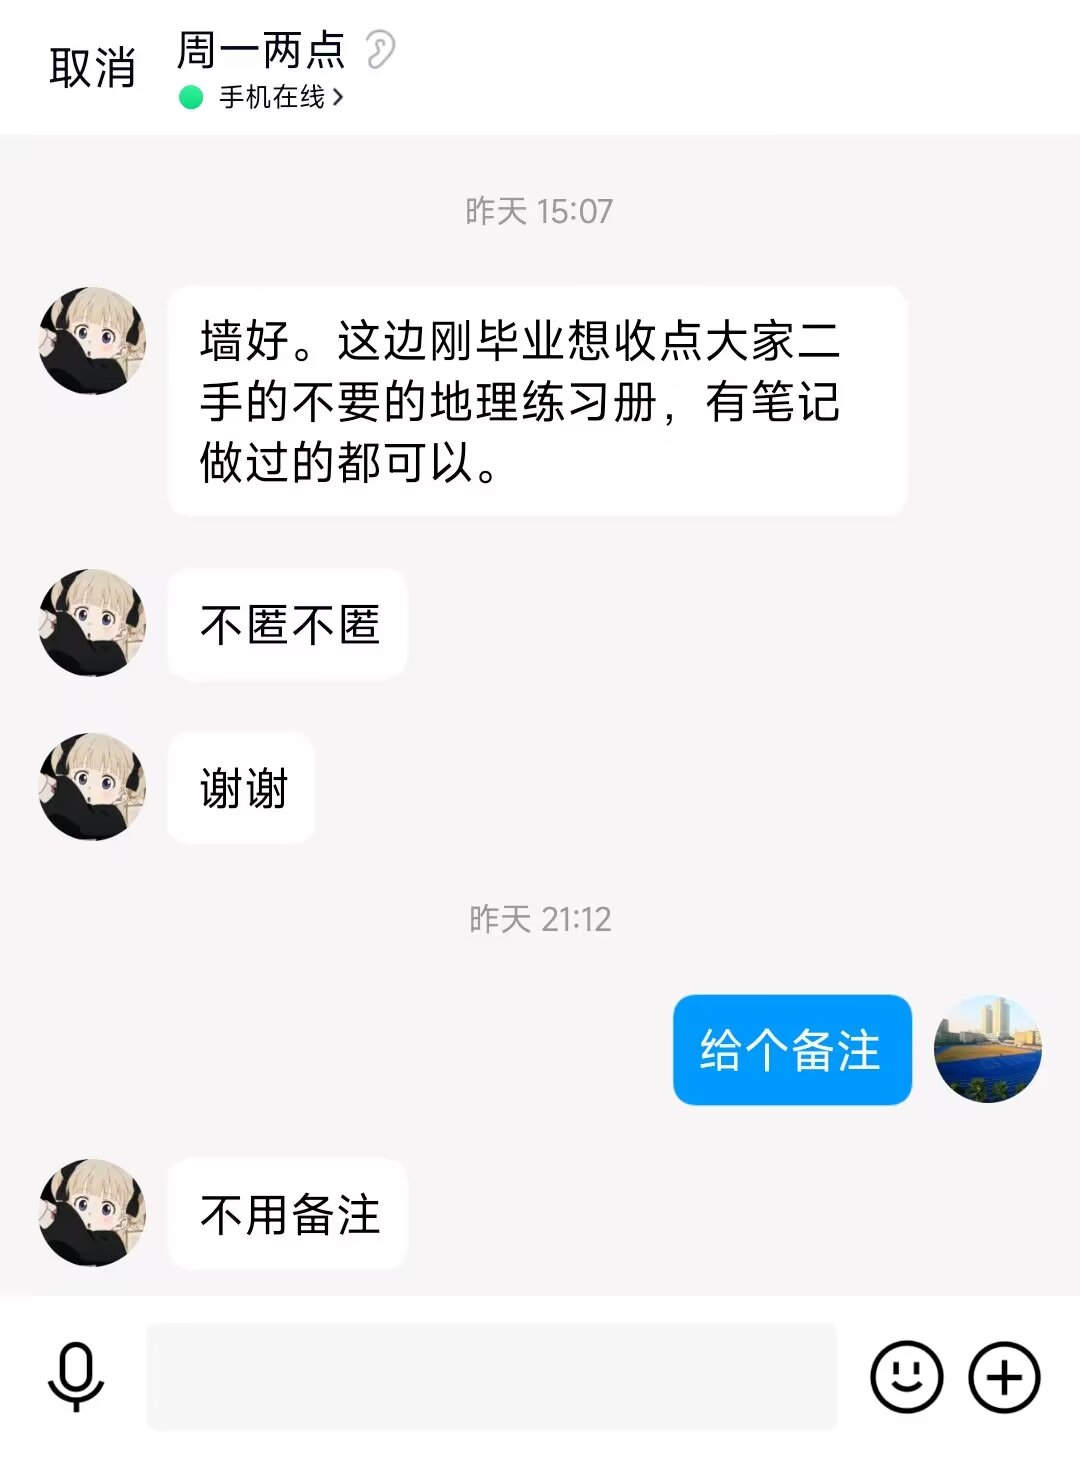 取消
周一两点
手机在线
昨天 15:07
墙好。这边刚毕业想收点大家二
手的不要的地理练习册，有笔记
做过的都可以。
不匿不匿
谢谢
昨天 21:12
给个备注
不用备注